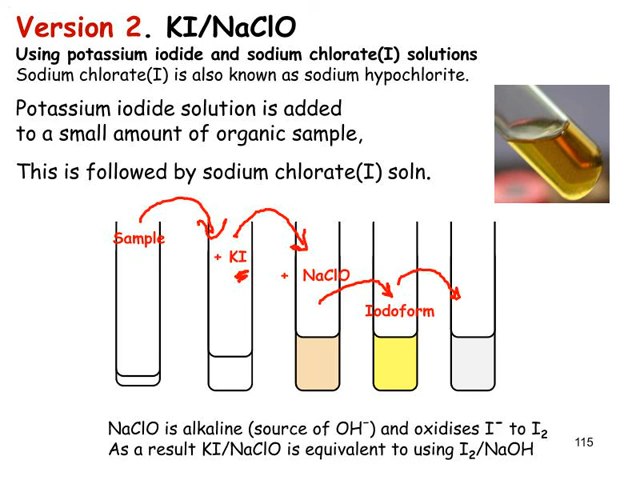 Version 2. KI/NaClO
Using potassium iodide and sodium chlorate(I) solutions
Sodium chlorate(I) is also known as sodium hypochlorite.
Potassium iodide solution is added
to a small amount of organic sample,
This is followed by sodium chlorate(I) soln.
Sample
+ KI
+ NaClO
Iodoform
NaClO is alkaline (source of OH⁻) and oxidises I⁻ to I₂
As a result KI/NaClO is equivalent to using I₂/NaOH
115